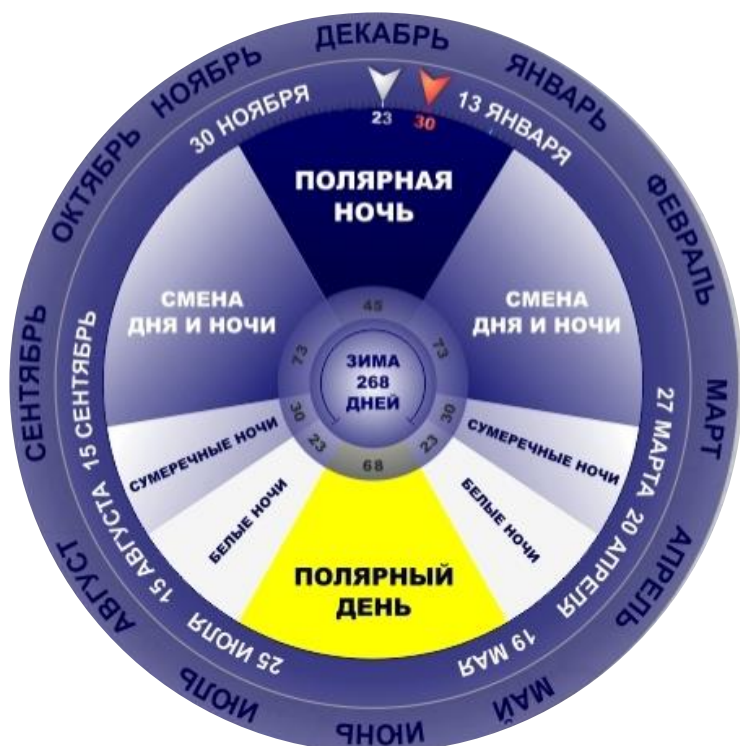 ДЕКАБРЬ
ЯНВАРЬ
ФЕВРАЛЬ
МАРТ
АПРЕЛЬ
МАЙ
ИЮНЬ
ИЮЛЬ
АВГУСТ
СЕНТЯБРЬ
ОКТЯБРЬ
НОЯБРЬ
30 НОЯБРЯ
23
30
13 ЯНВАРЯ
27 МАРТА
20 АПРЕЛЯ
19 МАЯ
25 ИЮЛЯ
15 АВГУСТА
15 СЕНТЯБРЬ
ПОЛЯРНАЯ
НОЧЬ
СМЕНА
ДНЯ И НОЧИ
СУМЕРЕЧНЫЕ НОЧИ
БЕЛЫЕ НОЧИ
ПОЛЯРНЫЙ
ДЕНЬ
БЕЛЫЕ НОЧИ
СУМЕРЕЧНЫЕ НОЧИ
СМЕНА
ДНЯ И НОЧИ
45
73
30
23
68
23
30
73
ЗИМА
268
ДНЕЙ